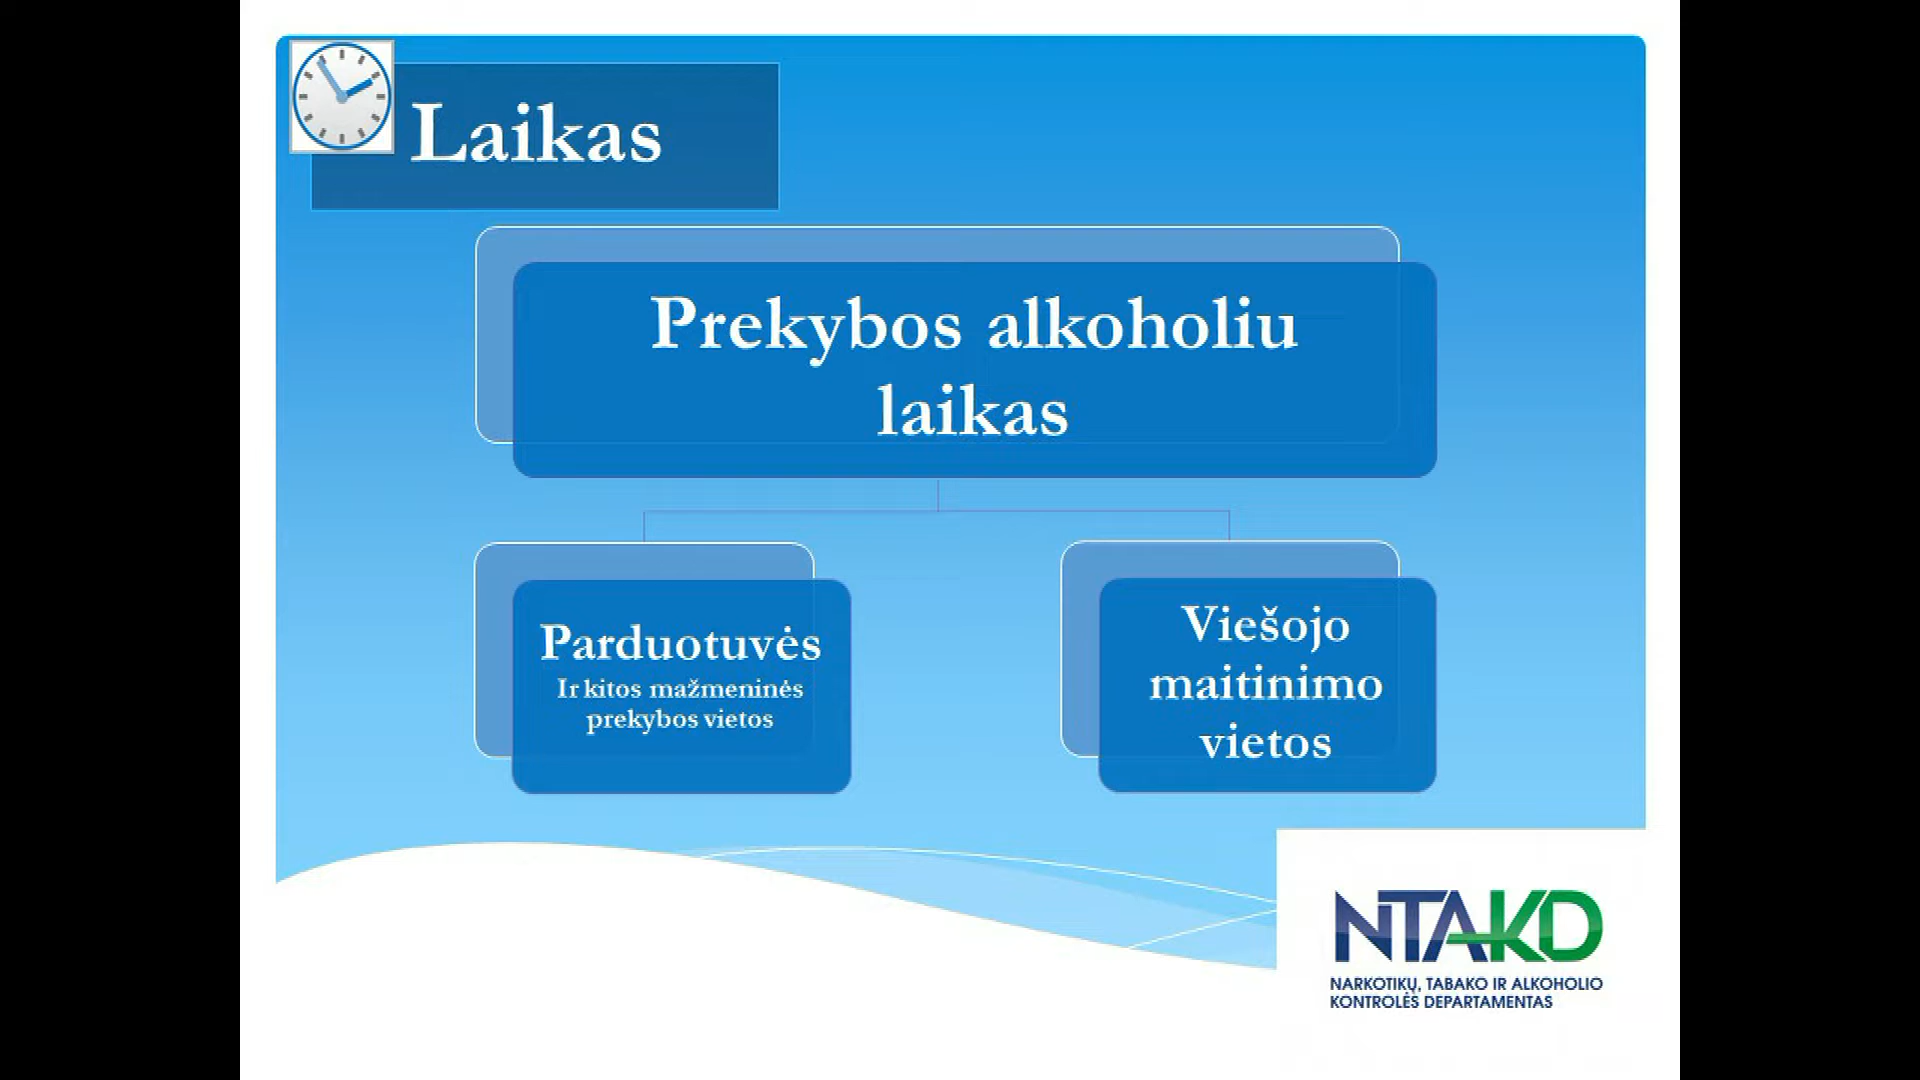 Laikas
Prekybos alkoholiu
laikas
Parduotuvės
Ir kitos mažmeninės
prekybos vietos
Viešojo
maitinimo
vietos
NTAKD
NARKOTIKŲ, TABAKO IR ALKOHOLIO
KONTROLĖS DEPARTAMENTAS